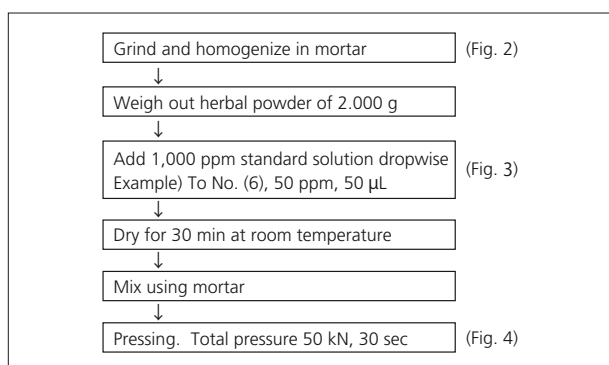 Grind and homogenize in mortar (Fig. 2)
↓
Weigh out herbal powder of 2.000 g
↓
Add 1,000 ppm standard solution dropwise
Example) To No. (6), 50 ppm, 50 μL (Fig. 3)
↓
Dry for 30 min at room temperature
↓
Mix using mortar
↓
Pressing. Total pressure 50 kN, 30 sec (Fig. 4)